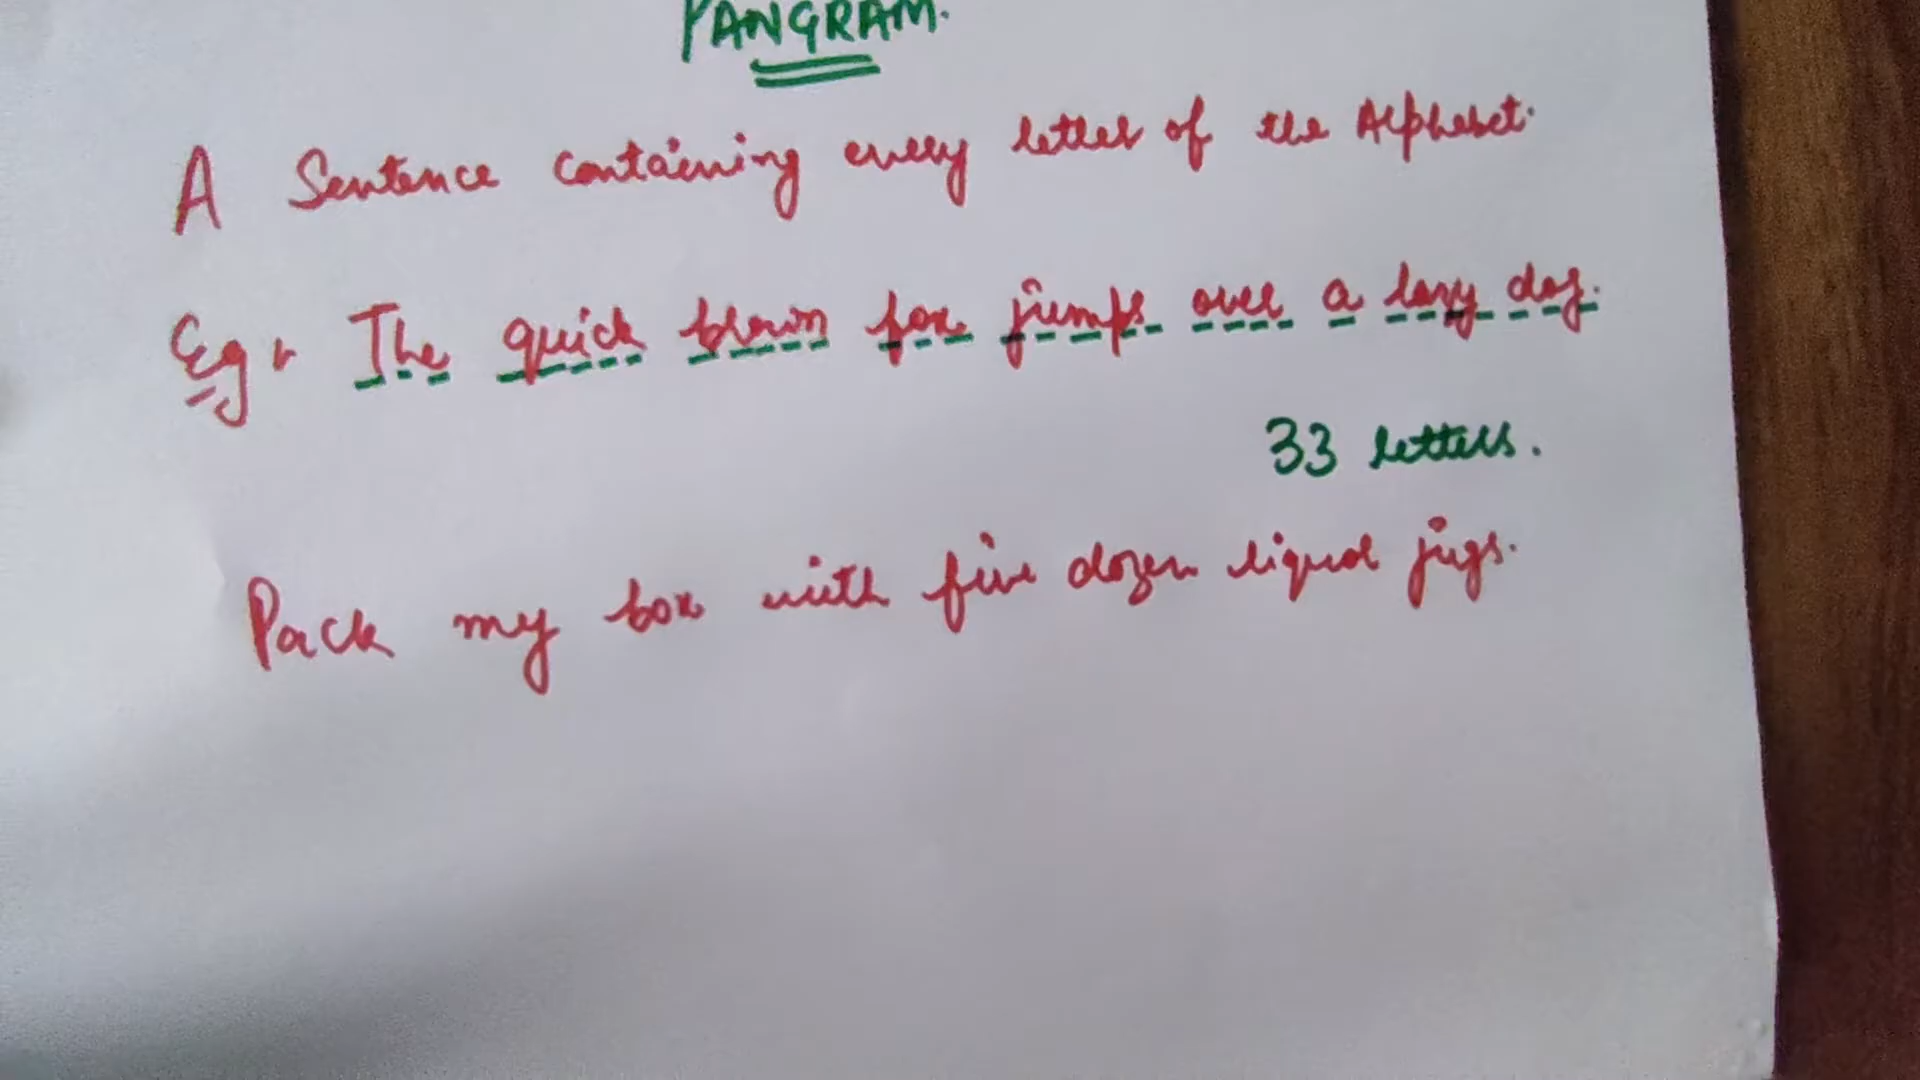 PANGRAM.
A Sentence containing every letter of the Alphabet.
Eg:- The quick brown fox jumps over a lazy dog.
33 letters.
Pack my box with five dozen liquid jugs.